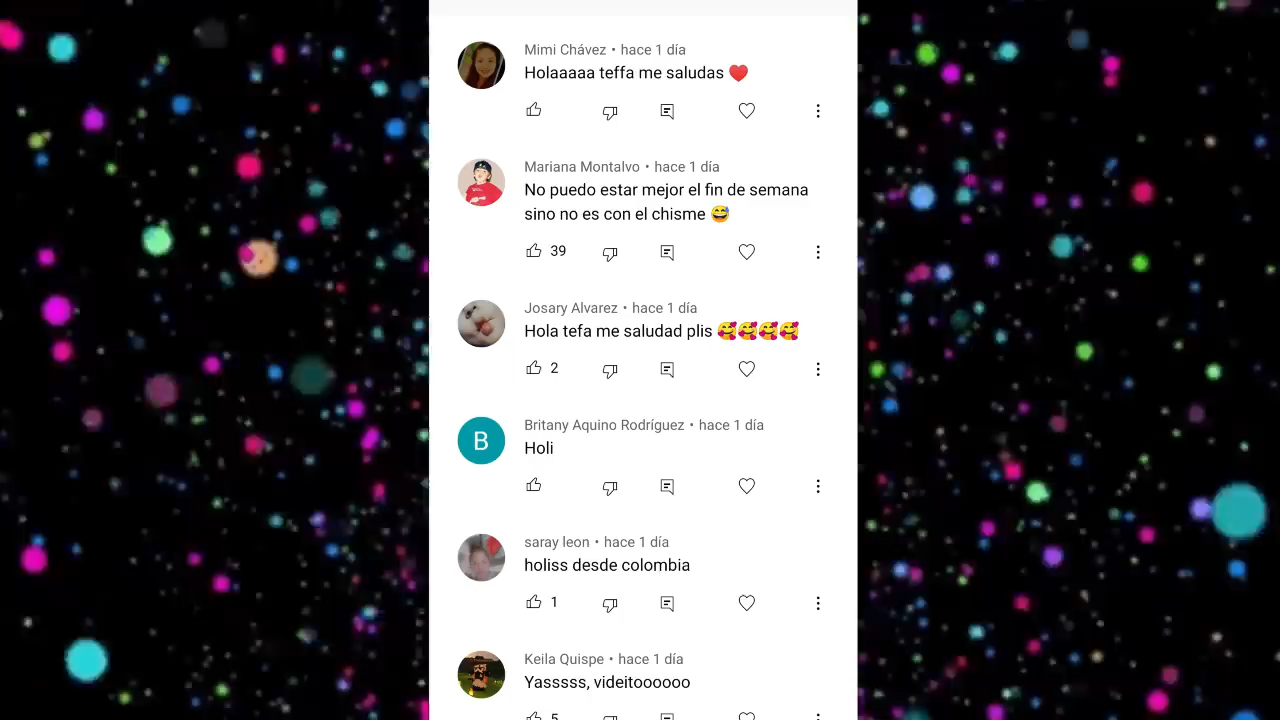 Mimi Chávez • hace 1 día
Holaaaaa teffa me saludas ❤️
Mariana Montalvo • hace 1 día
No puedo estar mejor el fin de semana
sino no es con el chisme 😅
39
Josary Alvarez • hace 1 día
Hola tefa me saludad plis 🥰🥰🥰🥰
2
B
Britany Aquino Rodríguez • hace 1 día
Holi
saray leon • hace 1 día
holiss desde colombia
1
Keila Quispe • hace 1 día
Yasssss, videitoooooo
5